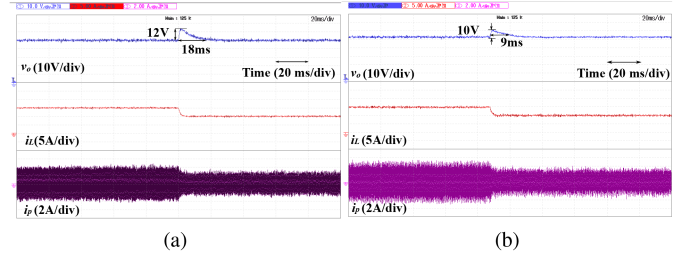 20ms/div
12V
18ms
vo (10V/div)
Time (20 ms/div)
iL(5A/div)
ip(2A/div)
(a)
20ms/div
10V
9ms
vo (10V/div)
Time (20 ms/div)
iL(5A/div)
ip(2A/div)
(b)